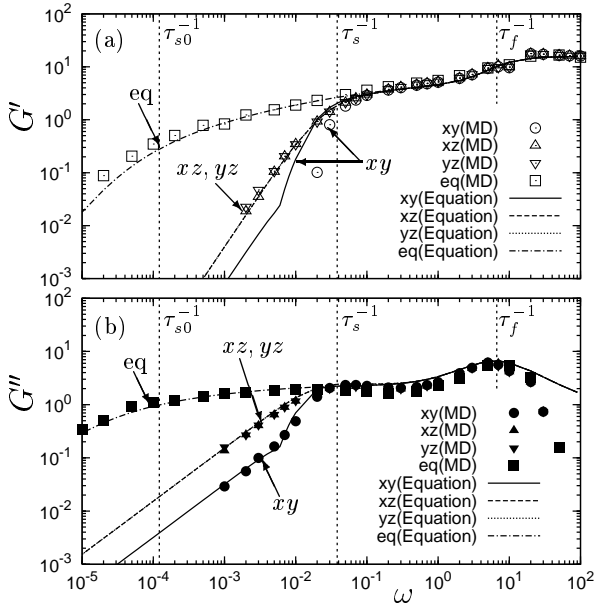 (a)
τ_{s0}^{-1} τ_s^{-1} τ_f^{-1}
10^2
10^1
10^0
10^{-1}
10^{-2}
10^{-3}
G′
eq
xz, yz
xy
xy(MD)
xz(MD)
yz(MD)
eq(MD)
xy(Equation)
xz(Equation)
yz(Equation)
eq(Equation)
(b)
τ_{s0}^{-1} τ_s^{-1} τ_f^{-1}
10^2
10^1
10^0
10^{-1}
10^{-2}
10^{-3}
G″
eq
xz, yz
xy
xy(MD)
xz(MD)
yz(MD)
eq(MD)
xy(Equation)
xz(Equation)
yz(Equation)
eq(Equation)
10^{-5} 10^{-4} 10^{-3} 10^{-2} 10^{-1} 10^0 10^1 10^2
ω